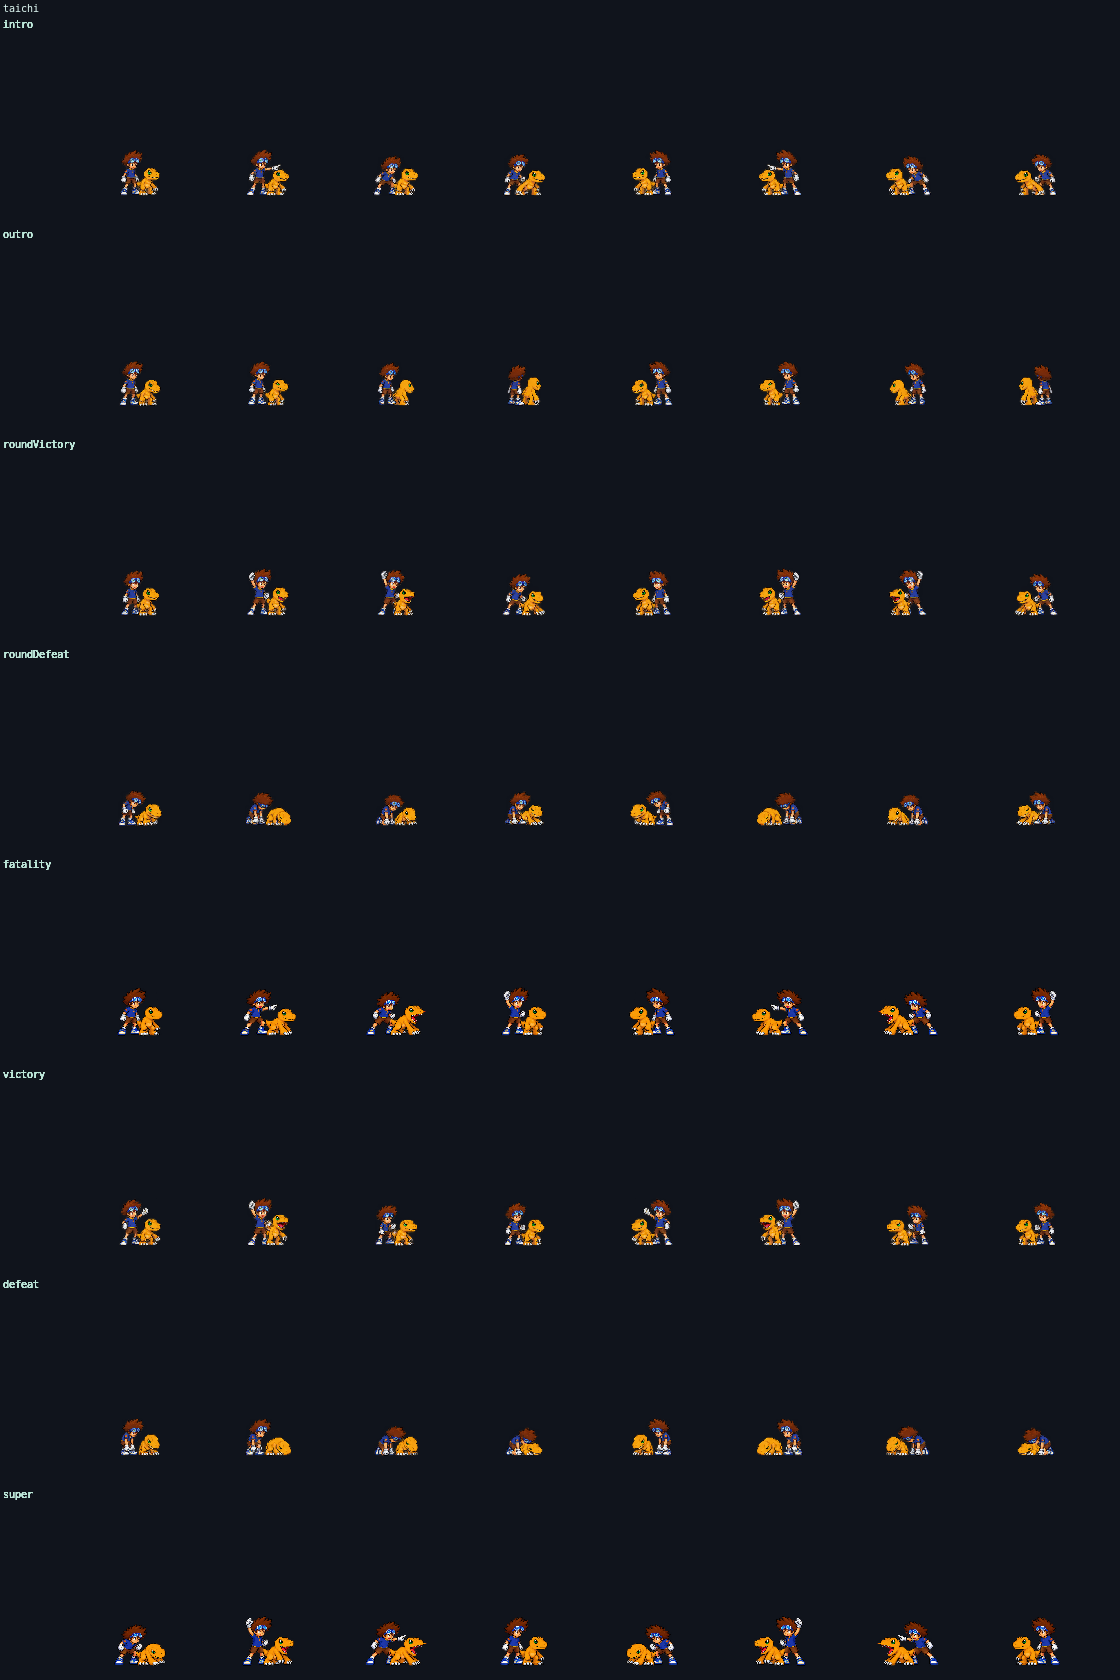 taichi
intro
outro
roundVictory
roundDefeat
fatality
victory
defeat
super